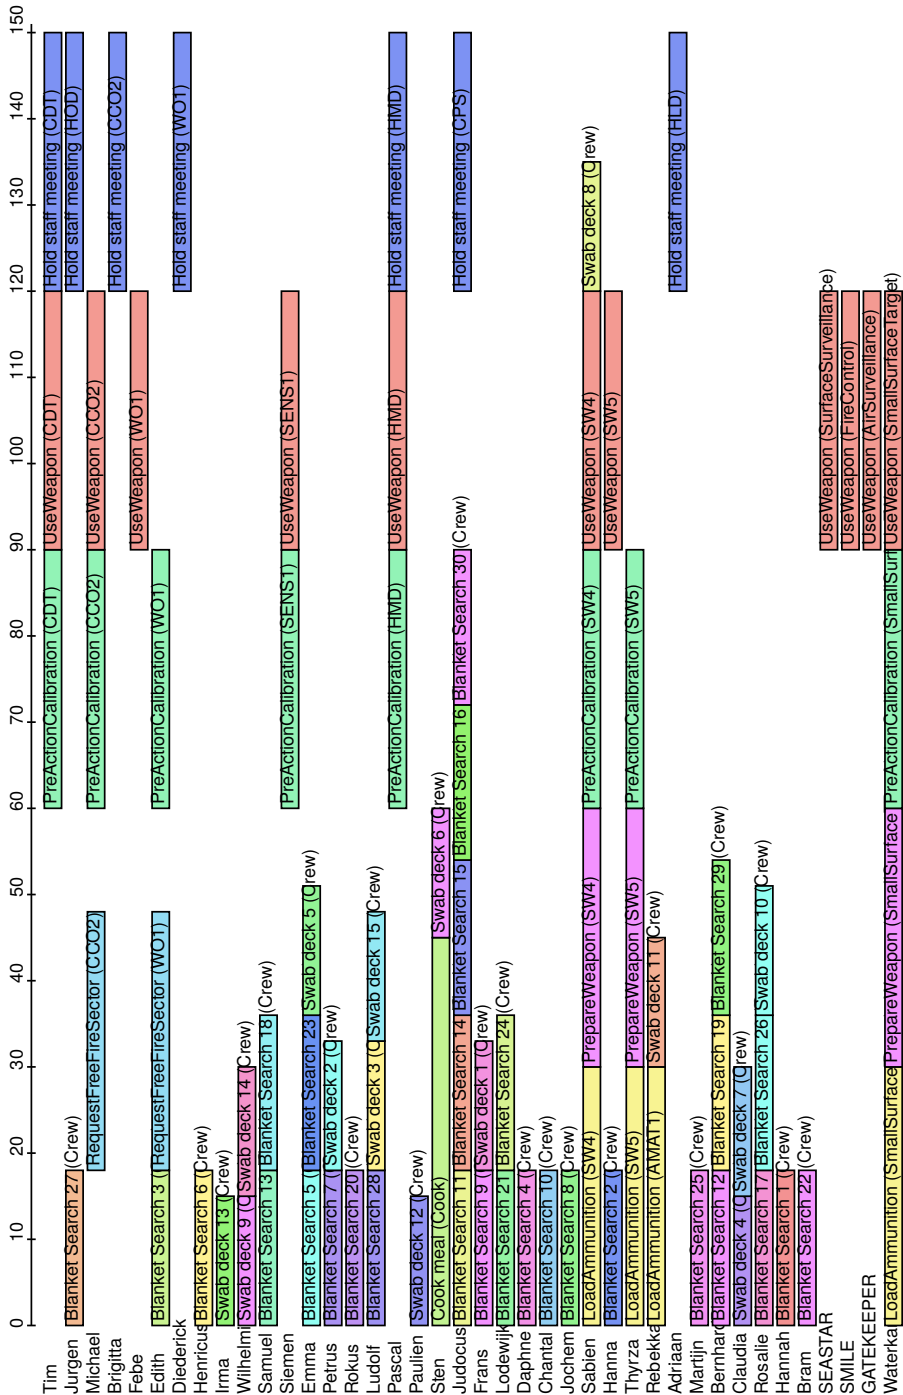 0 10 20 30 40 50 60 70 80 90 100 110 120 130 140 150
Tim PreActionCalibration (CD1) UseWeapon (CD1) Hold staff meeting (CD1)
Jurgen Blanket Search 27 (Crew) Hold staff meeting (HOD)
Michael RequestFreeFireSector (CCO2) PreActionCalibration (CCO2) UseWeapon (CCO2)
Brigitta Hold staff meeting (CCO2)
Febe UseWeapon (WO1)
Edith Blanket Search 3 ( RequestFreeFireSector (WO1) PreActionCalibration (WO1)
Diederick Hold staff meeting (WO1)
Henricus Blanket Search 6 (Crew)
Irma Swab deck 13 (Crew)
Wilhelmi Swab deck 9 (C Swab deck 14 (Crew)
Samuel Blanket Search 13 Blanket Search 18 (Crew)
Siemen PreActionCalibration (SENS1) UseWeapon (SENS1)
Emma Blanket Search 5 ( Blanket Search 23 Swab deck 5 (Crew)
Petrus Blanket Search 7 ( Swab deck 2 (Crew)
Rokus Blanket Search 20 (Crew)
Ludolf Blanket Search 28 Swab deck 3 (C Swab deck 15 (Crew)
Pascal PreActionCalibration (HMD) UseWeapon (HMD) Hold staff meeting (HMD)
Paulien Swab deck 12 (Crew)
Sten Cook meal (Cook) Swab deck 6 (Crew)
Judocus Blanket Search 11 Blanket Search 14 Blanket Search 15 Blanket Search 16 Blanket Search 30 (Crew) Hold staff meeting (CPS)
Frans Blanket Search 9 ( Swab deck 1 (Crew)
Lodewijk Blanket Search 21 Blanket Search 24 (Crew)
Daphne Blanket Search 4 (Crew)
Chantal Blanket Search 10 (Crew)
Jochem Blanket Search 8 (Crew)
Sabien LoadAmmunition (SW4) PrepareWeapon (SW4) PreActionCalibration (SW4) UseWeapon (SW4) Swab deck 8 (Crew)
Hanna Blanket Search 2 (Crew) UseWeapon (SW5)
Thyrza LoadAmmunition (SW5) PrepareWeapon (SW5) PreActionCalibration (SW5)
Rebekka LoadAmmunition (AMAT1) Swab deck 11 (Crew)
Adriaan Hold staff meeting (HLD)
Martijn Blanket Search 25 (Crew)
Bernhard Blanket Search 12 Blanket Search 19 Blanket Search 29 (Crew)
Claudia Swab deck 4 (C Swab deck 7 (Crew)
Rosalie Blanket Search 17 Blanket Search 26 Swab deck 10 (Crew)
Hannah Blanket Search 1 (Crew)
Bram Blanket Search 22 (Crew)
SEASTAR UseWeapon (SurfaceSurveillance)
SMILE UseWeapon (FireControl)
GATEKEEPER UseWeapon (AirSurveillance)
Waterka LoadAmmunition (SmallSurface PrepareWeapon (SmallSurface PreActionCalibration (SmallSurf UseWeapon (SmallSurfaceTarget)